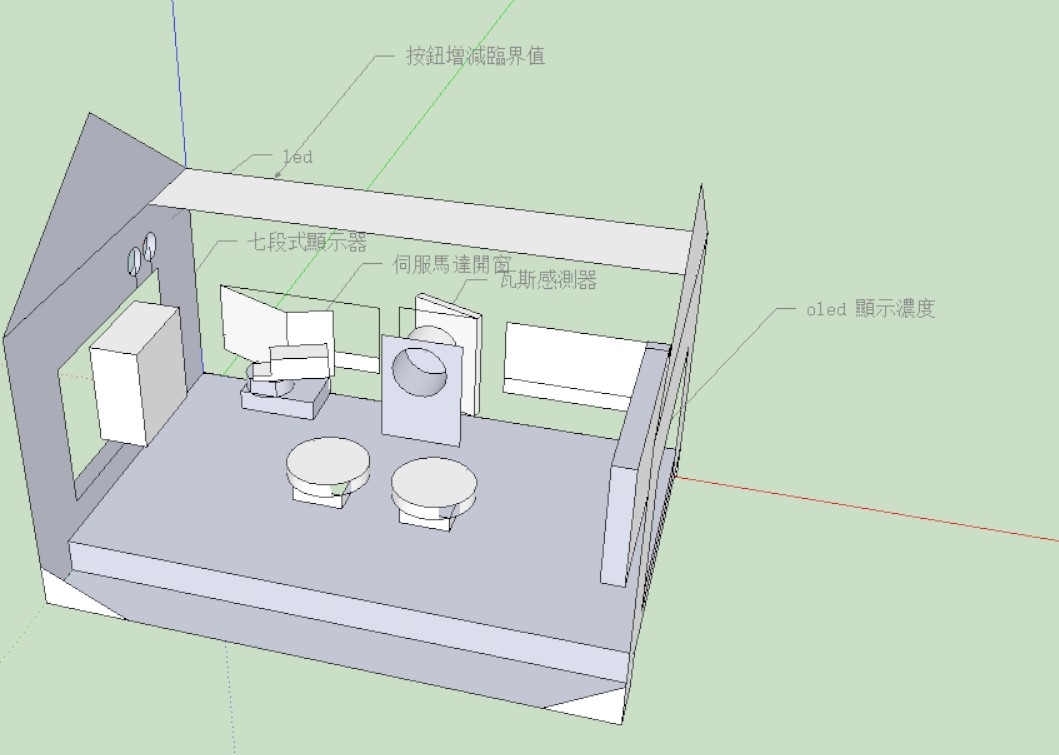 按鈕增減臨界值
led
七段式顯示器
伺服馬達開窗
瓦斯感測器
oled 顯示濃度